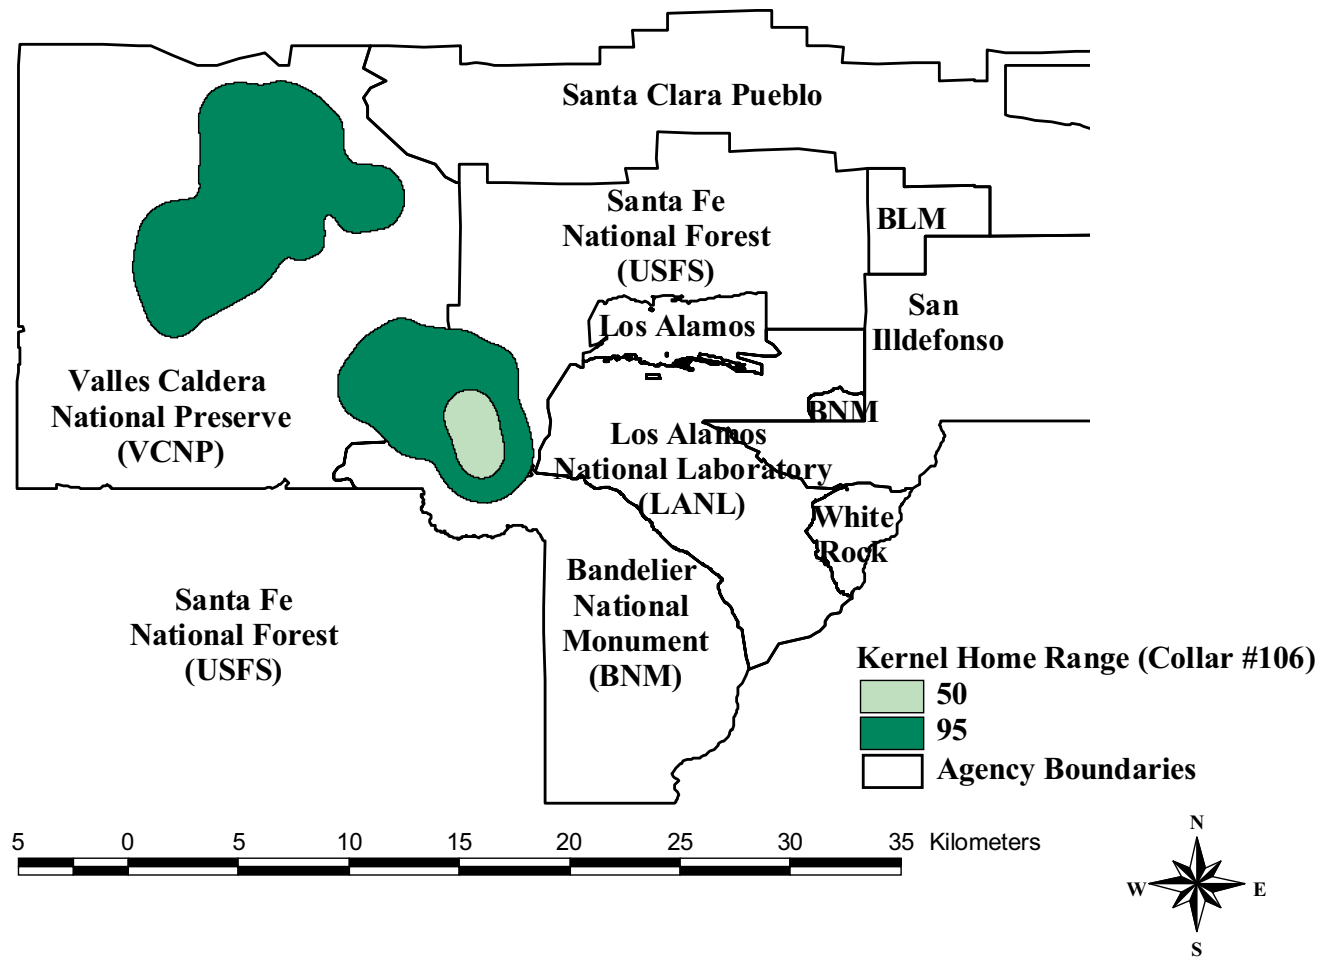 Santa Clara Pueblo
Santa Fe
National Forest
(USFS)
BLM
San
Illdefonso
Los Alamos
Valles Caldera
National Preserve
(VCNP)
BNM
Los Alamos
National Laboratory
(LANL)
White
Rock
Bandelier
National
Monument
(BNM)
Santa Fe
National Forest
(USFS)
Kernel Home Range (Collar #106)
50
95
Agency Boundaries
5 0 5 10 15 20 25 30 35 Kilometers
N
W E
S